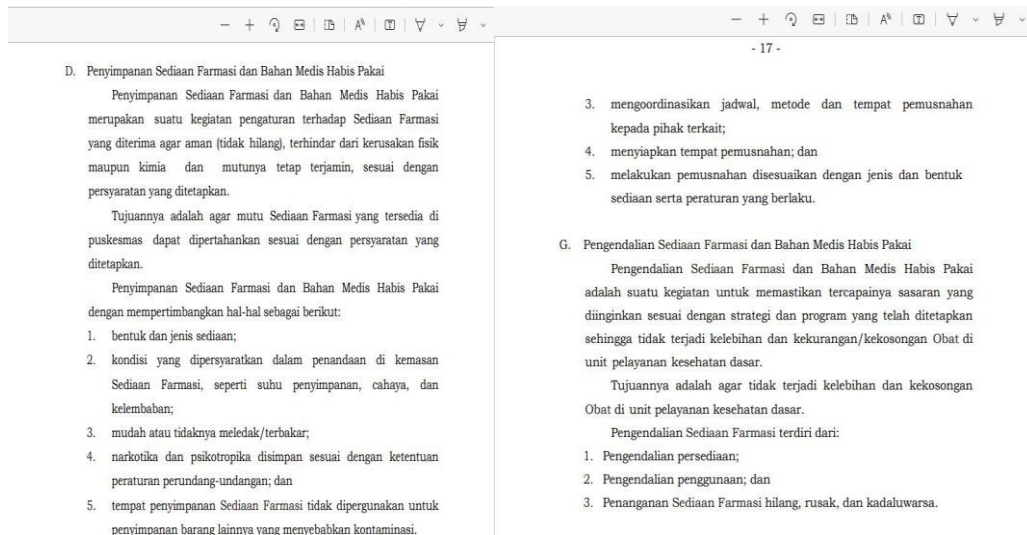 D. Penyimpanan Sediaan Farmasi dan Bahan Medis Habis Pakai
Penyimpanan Sediaan Farmasi dan Bahan Medis Habis Pakai
merupakan suatu kegiatan pengaturan terhadap Sediaan Farmasi
yang diterima agar aman (tidak hilang), terhindar dari kerusakan fisik
maupun kimia dan mutunya tetap terjamin, sesuai dengan
persyaratan yang ditetapkan.
Tujuannya adalah agar mutu Sediaan Farmasi yang tersedia di
puskesmas dapat dipertahankan sesuai dengan persyaratan yang
ditetapkan.
Penyimpanan Sediaan Farmasi dan Bahan Medis Habis Pakai
dengan mempertimbangkan hal-hal sebagai berikut:
1. bentuk dan jenis sediaan;
2. kondisi yang dipersyaratkan dalam penandaan di kemasan
Sediaan Farmasi, seperti suhu penyimpanan, cahaya, dan
kelembaban;
3. mudah atau tidaknya meledak/terbakar;
4. narkotika dan psikotropika disimpan sesuai dengan ketentuan
peraturan perundang-undangan; dan
5. tempat penyimpanan Sediaan Farmasi tidak dipergunakan untuk
penyimpanan barang lainnya yang menyebabkan kontaminasi.
- 17 -
3. mengoordinasikan jadwal, metode dan tempat pemusnahan
kepada pihak terkait;
4. menyiapkan tempat pemusnahan; dan
5. melakukan pemusnahan disesuaikan dengan jenis dan bentuk
sediaan serta peraturan yang berlaku.
G. Pengendalian Sediaan Farmasi dan Bahan Medis Habis Pakai
Pengendalian Sediaan Farmasi dan Bahan Medis Habis Pakai
adalah suatu kegiatan untuk memastikan tercapainya sasaran yang
diinginkan sesuai dengan strategi dan program yang telah ditetapkan
sehingga tidak terjadi kelebihan dan kekurangan/kekosongan Obat di
unit pelayanan kesehatan dasar.
Tujuannya adalah agar tidak terjadi kelebihan dan kekosongan
Obat di unit pelayanan kesehatan dasar.
Pengendalian Sediaan Farmasi terdiri dari:
1. Pengendalian persediaan;
2. Pengendalian penggunaan; dan
3. Penanganan Sediaan Farmasi hilang, rusak, dan kadaluwarsa.